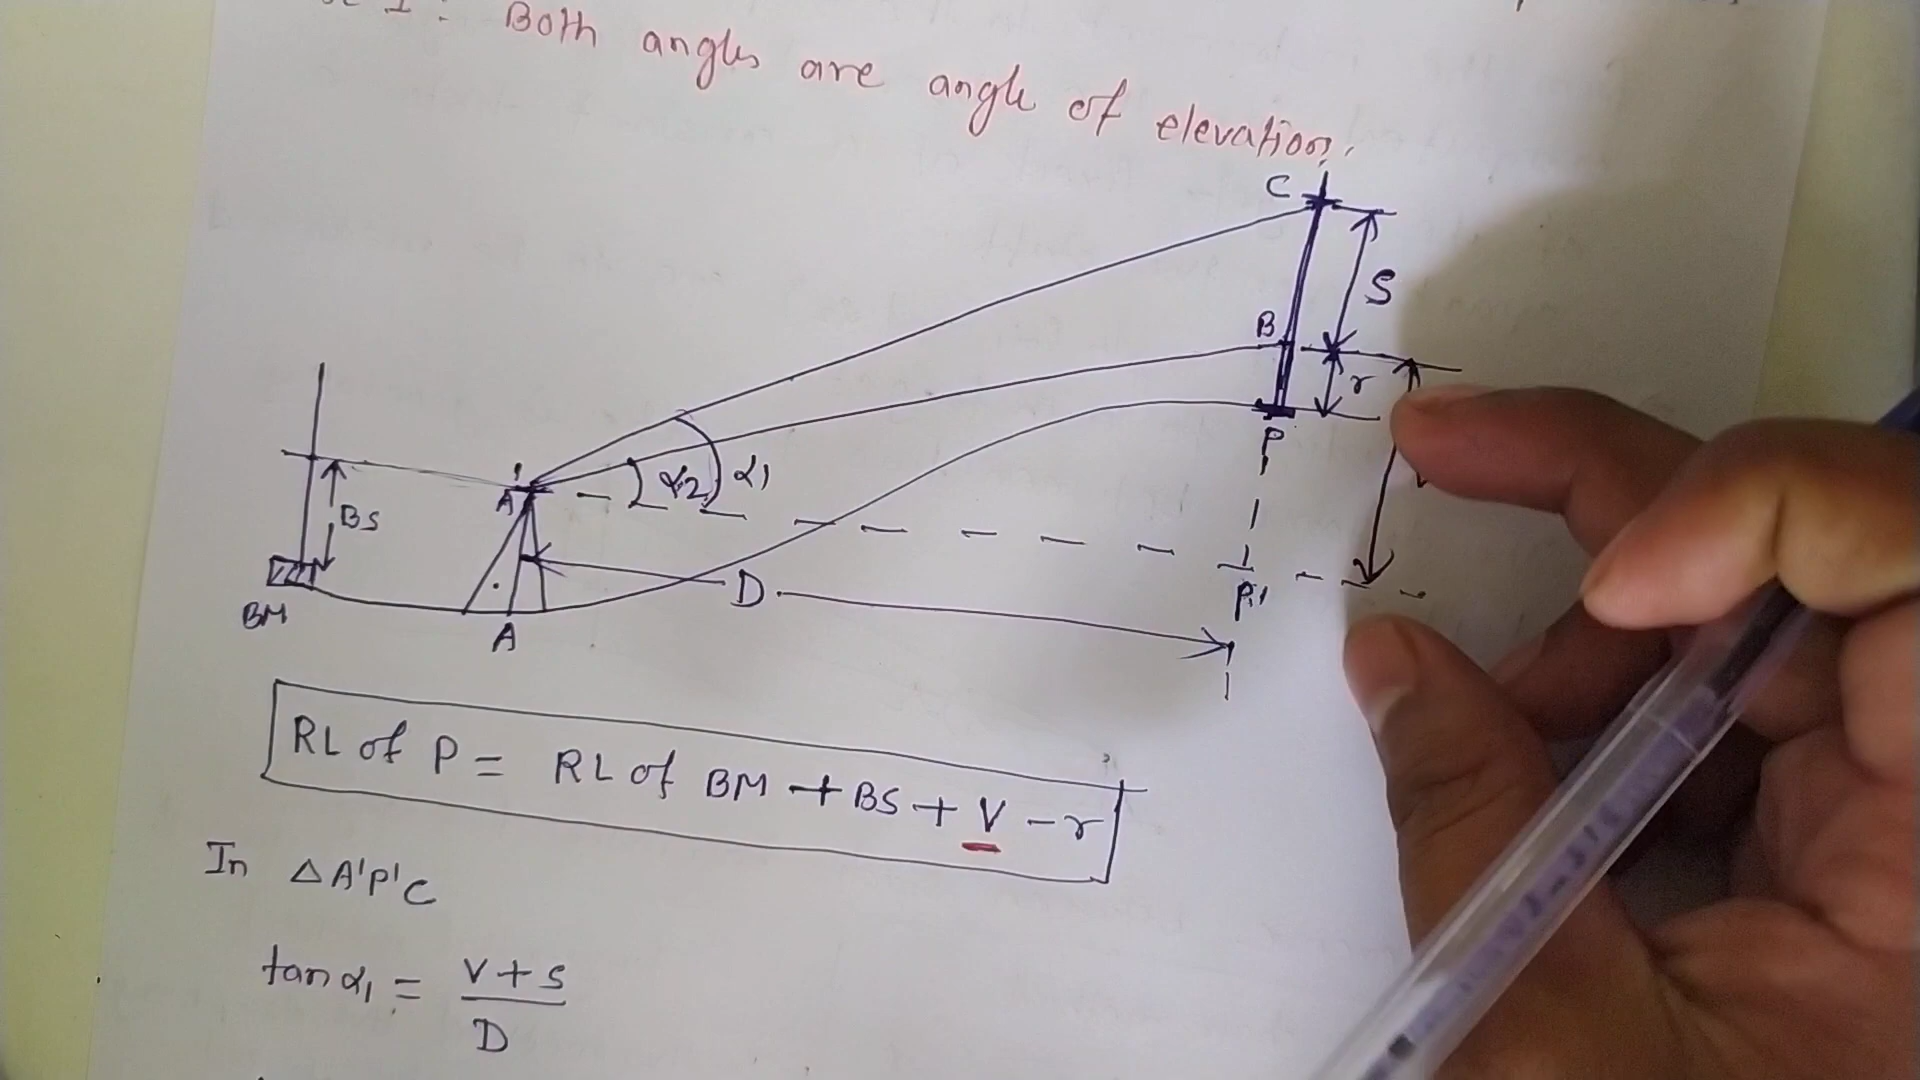 I: Both angles are angle of elevation.
C
S
B
r
P
A'
α2
α1
BS
D
P'
BM
A
RL of P = RL of BM + BS + V - r
In △A'P'C
tan α1 = V + S
D